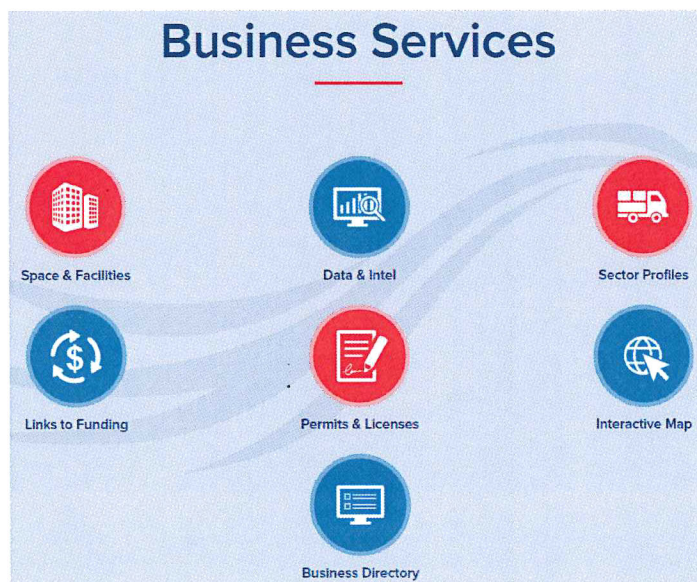 Business Services
Space & Facilities
Data & Intel
Sector Profiles
Links to Funding
Permits & Licenses
Interactive Map
Business Directory